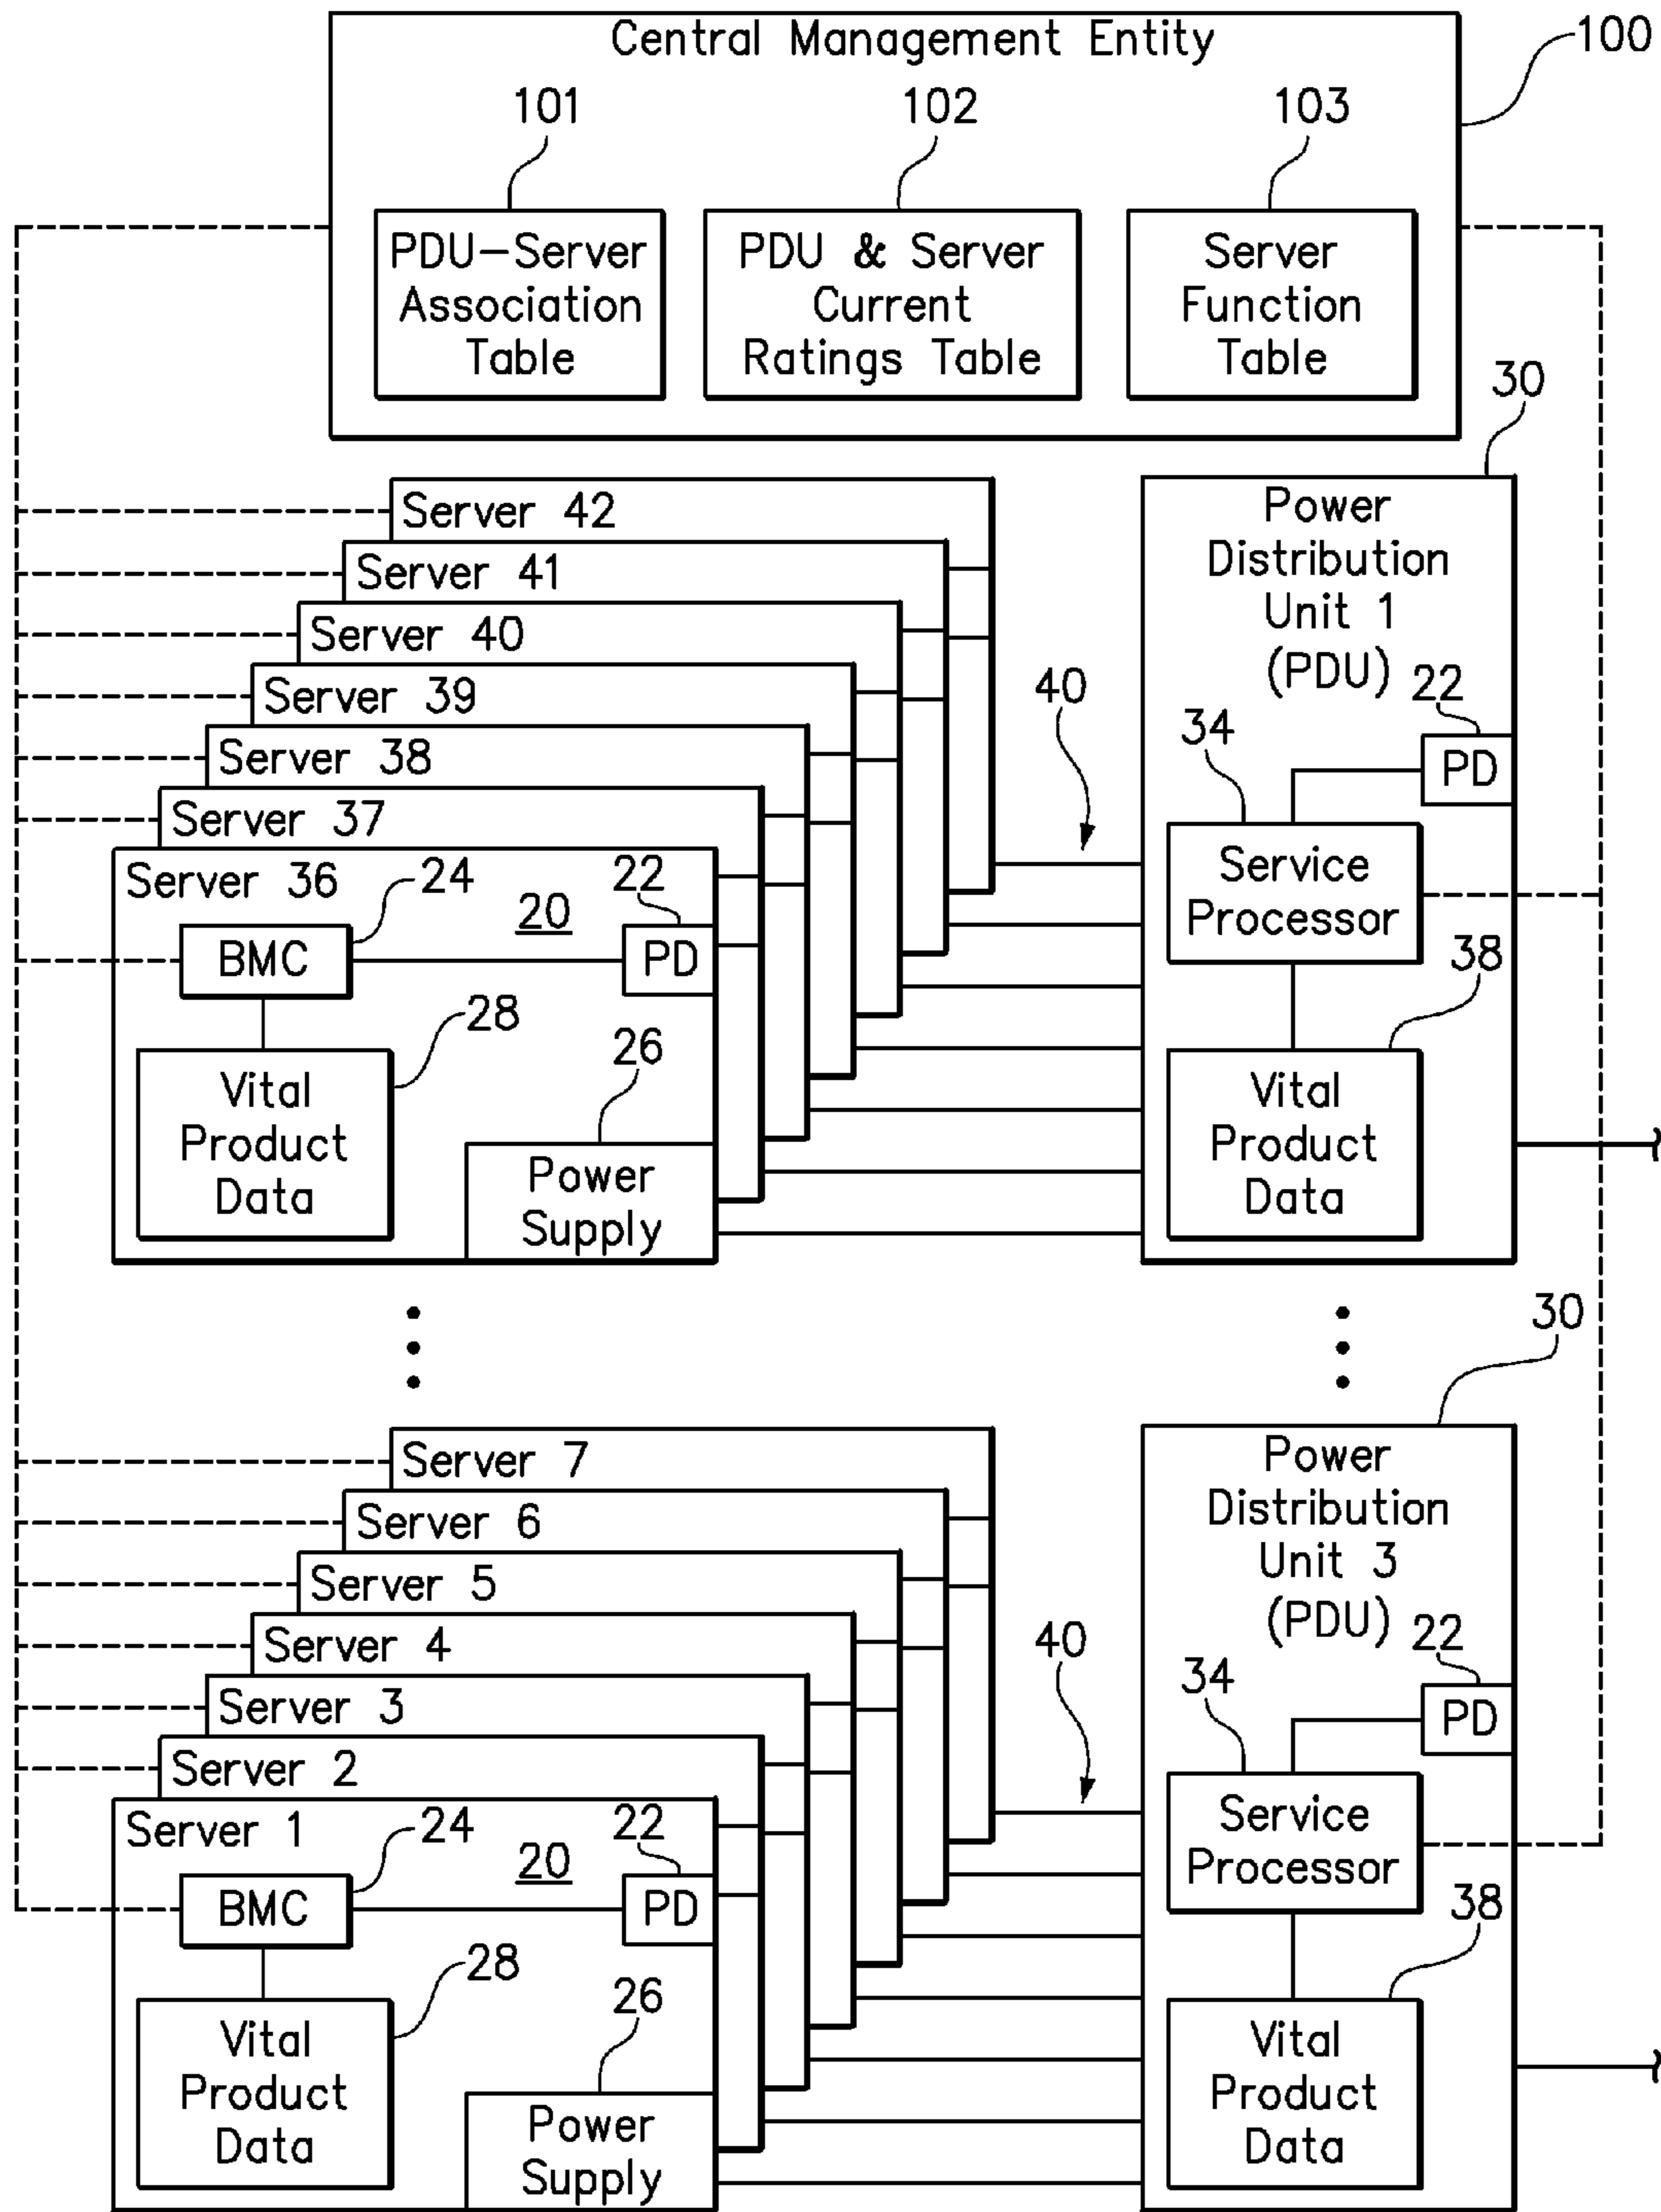 Central Management Entity
100
101
102
103
PDU-Server
Association
Table
PDU & Server
Current
Ratings Table
Server
Function
Table
30
Server 42
Server 41
Server 40
Server 39
Server 38
Server 37
Server 36
24
20
22
BMC
PD
28
Vital
Product
Data
26
Power
Supply
40
Power
Distribution
Unit 1
(PDU)
22
PD
34
Service
Processor
38
Vital
Product
Data
30
Server 7
Server 6
Server 5
Server 4
Server 3
Server 2
Server 1
24
20
22
BMC
PD
28
Vital
Product
Data
26
Power
Supply
40
Power
Distribution
Unit 3
(PDU)
22
PD
34
Service
Processor
38
Vital
Product
Data